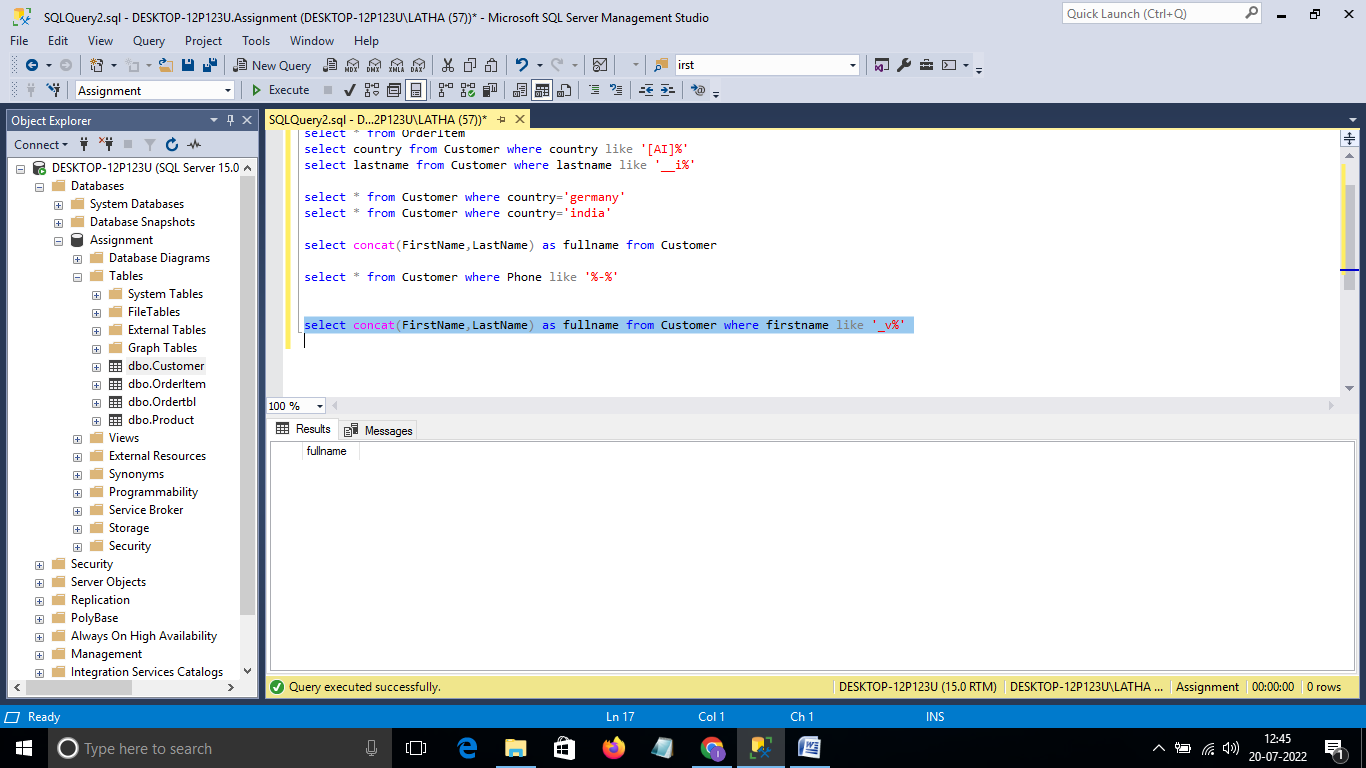 SQLQuery2.sql - DESKTOP-12P123U.Assignment (DESKTOP-12P123U\LATHA (57))* - Microsoft SQL Server Management Studio
Quick Launch (Ctrl+Q)
File Edit View Query Project Tools Window Help
New Query MDX DMX XMLA DAX irst
Assignment Execute
Object Explorer
SQLQuery2.sql - D...2P123U\LATHA (57))*
Connect
DESKTOP-12P123U (SQL Server 15.0
Databases
System Databases
Database Snapshots
Assignment
Database Diagrams
Tables
System Tables
FileTables
External Tables
Graph Tables
dbo.Customer
dbo.OrderItem
dbo.Ordertbl
dbo.Product
Views
External Resources
Synonyms
Programmability
Service Broker
Storage
Security
Security
Server Objects
Replication
PolyBase
Always On High Availability
Management
Integration Services Catalogs
select * from OrderItem
select country from Customer where country like '[AI]%'
select lastname from Customer where lastname like '__i%'
select * from Customer where country='germany'
select * from Customer where country='india'
select concat(FirstName,LastName) as fullname from Customer
select * from Customer where Phone like '%-%'
select concat(FirstName,LastName) as fullname from Customer where firstname like '_v%'
100 %
Results Messages
fullname
Query executed successfully.
DESKTOP-12P123U (15.0 RTM) DESKTOP-12P123U\LATHA ... Assignment 00:00:00 0 rows
Ready Ln 17 Col 1 Ch 1 INS
Type here to search
12:45
20-07-2022
1